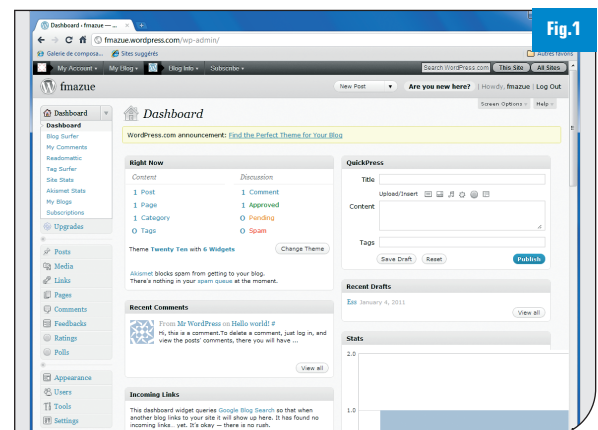 Fig.1
Dashboard ‹ fmazue — ...
fmazue.wordpress.com/wp-admin/
Galerie de composa... Sites suggérés Autres favoris
My Account My Blog Blog Info Subscribe Search WordPress.com This Site All Sites
fmazue New Post Are you new here? | Howdy, fmazue | Log Out
Screen Options Help
Dashboard
Dashboard
Blog Surfer
My Comments
Readomattic
Tag Surfer
Site Stats
Akismet Stats
My Blogs
Subscriptions
Upgrades
Posts
Media
Links
Pages
Comments
Feedbacks
Ratings
Polls
Appearance
Users
Tools
Settings
Dashboard
WordPress.com announcement: Find the Perfect Theme for Your Blog
Right Now
Content Discussion
1 Post 1 Comment
1 Page 1 Approved
1 Category 0 Pending
0 Tags 0 Spam
Theme Twenty Ten with 6 Widgets Change Theme
Akismet blocks spam from getting to your blog.
There's nothing in your spam queue at the moment.
Recent Comments
From Mr WordPress on Hello world! #
Hi, this is a comment.To delete a comment, just log in, and
view the posts' comments, there you will have ...
View all
Incoming Links
This dashboard widget queries Google Blog Search so that when
another blog links to your site it will show up here. It has found no
incoming links… yet. It's okay — there is no rush.
QuickPress
Title
Upload/Insert
Content
Tags
Save Draft Reset Publish
Recent Drafts
Ess January 4, 2011
View all
Stats
2.0
1.0